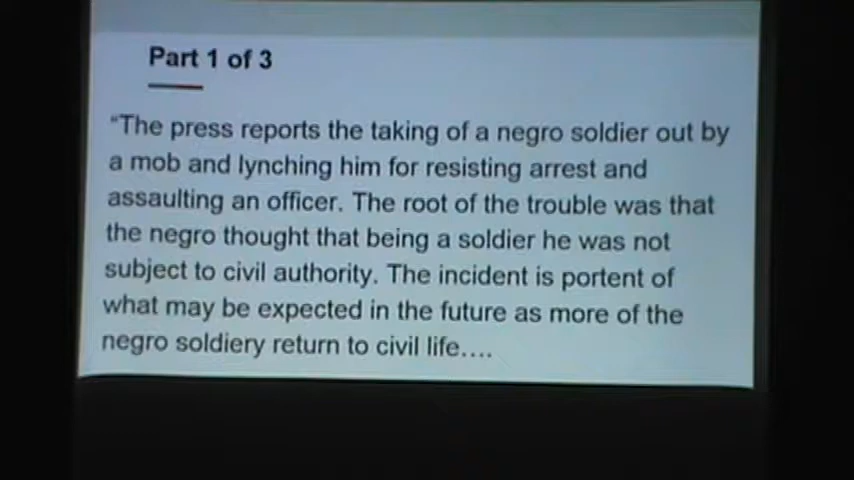 Part 1 of 3
“The press reports the taking of a negro soldier out by
a mob and lynching him for resisting arrest and
assaulting an officer. The root of the trouble was that
the negro thought that being a soldier he was not
subject to civil authority. The incident is portent of
what may be expected in the future as more of the
negro soldiery return to civil life….